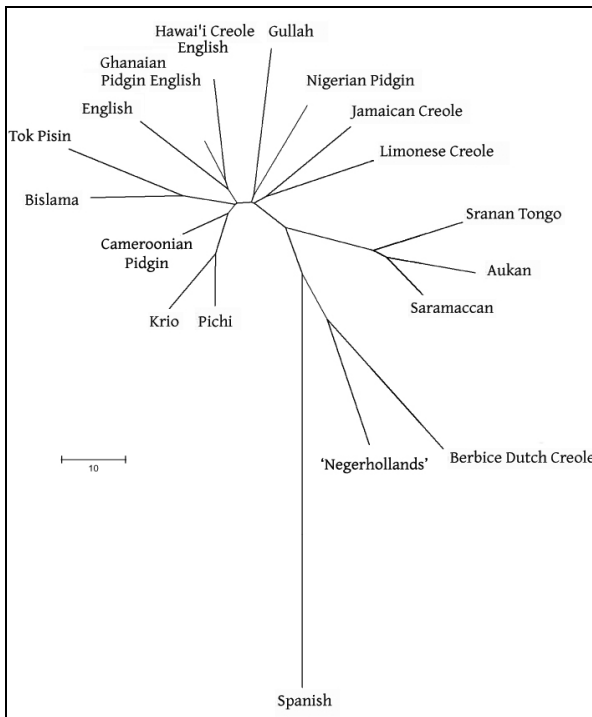 Hawai'i Creole
English
Gullah
Ghanaian
Pidgin English
Nigerian Pidgin
English
Jamaican Creole
Tok Pisin
Limonese Creole
Bislama
Sranan Tongo
Cameroonian
Pidgin
Aukan
Saramaccan
Krio
Pichi
'Negerhollands'
Berbice Dutch Creole
10
Spanish